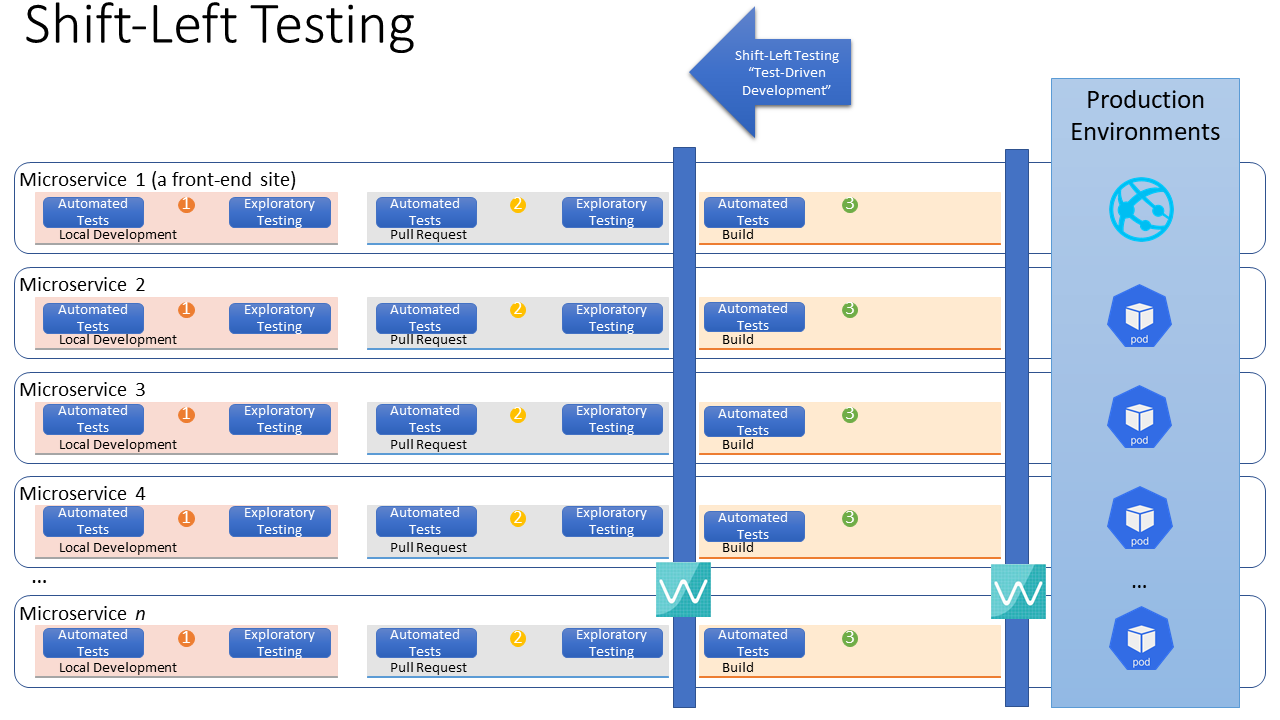 Shift-Left Testing
Shift-Left Testing
“Test-Driven
Development”
Production
Environments
Microservice 1 (a front-end site)
Automated
Tests
1
Exploratory
Testing
Local Development
Automated
Tests
2
Exploratory
Testing
Pull Request
Automated
Tests
3
Build
Microservice 2
Automated
Tests
1
Exploratory
Testing
Local Development
Automated
Tests
2
Exploratory
Testing
Pull Request
Automated
Tests
3
Build
pod
Microservice 3
Automated
Tests
1
Exploratory
Testing
Local Development
Automated
Tests
2
Exploratory
Testing
Pull Request
Automated
Tests
3
Build
pod
Microservice 4
Automated
Tests
1
Exploratory
Testing
Local Development
Automated
Tests
2
Exploratory
Testing
Pull Request
Automated
Tests
3
Build
pod
...
...
Microservice n
Automated
Tests
1
Exploratory
Testing
Local Development
Automated
Tests
2
Exploratory
Testing
Pull Request
Automated
Tests
3
Build
pod